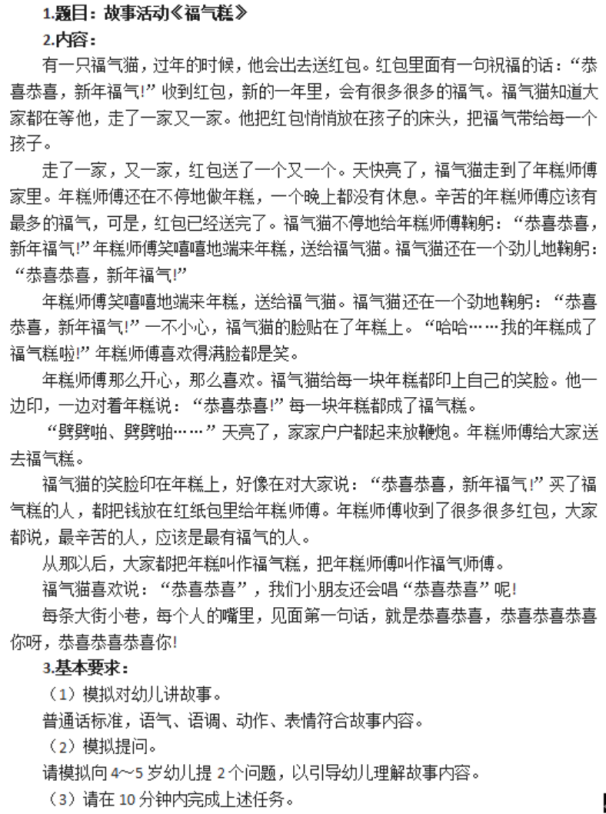 1.题目：故事活动《福气糕》
2.内容：
有一只福气猫，过年的时候，他会出去送红包。红包里面有一句祝福的话：“恭
喜恭喜，新年福气!”收到红包，新的一年里，会有很多很多的福气。福气猫知道大
家都在等他，走了一家又一家。他把红包悄悄放在孩子的床头，把福气带给每一个
孩子。
走了一家，又一家，红包送了一个又一个。天快亮了，福气猫走到了年糕师傅
家里。年糕师傅还在不停地做年糕，一个晚上都没有休息。辛苦的年糕师傅应该有
最多的福气，可是，红包已经送完了。福气猫不停地给年糕师傅鞠躬：“恭喜恭喜，
新年福气!”年糕师傅笑嘻嘻地端来年糕，送给福气猫。福气猫还在一个劲儿地鞠躬：
“恭喜恭喜，新年福气!”
年糕师傅笑嘻嘻地端来年糕，送给福气猫。福气猫还在一个劲地鞠躬：“恭喜
恭喜，新年福气!”一不小心，福气猫的脸贴在了年糕上。“哈哈……我的年糕成了
福气糕啦!”年糕师傅喜欢得满脸都是笑。
年糕师傅那么开心，那么喜欢。福气猫给每一块年糕都印上自己的笑脸。他一
边印，一边对着年糕说：“恭喜恭喜!”每一块年糕都成了福气糕。
“劈劈啪、劈劈啪……”天亮了，家家户户都起来放鞭炮。年糕师傅给大家送
去福气糕。
福气猫的笑脸印在年糕上，好像在对大家说：“恭喜恭喜，新年福气!”买了福
气糕的人，都把钱放在红纸包里给年糕师傅。年糕师傅收到了很多很多红包，大家
都说，最辛苦的人，应该是最有福气的人。
从那以后，大家都把年糕叫作福气糕，把年糕师傅叫作福气师傅。
福气猫喜欢说：“恭喜恭喜”，我们小朋友还会唱“恭喜恭喜”呢!
每条大街小巷，每个人的嘴里，见面第一句话，就是恭喜恭喜，恭喜恭喜恭喜
你呀，恭喜恭喜恭喜你!
3.基本要求：
（1）模拟对幼儿讲故事。
普通话标准，语气、语调、动作、表情符合故事内容。
（2）模拟提问。
请模拟向4～5岁幼儿提2个问题，以引导幼儿理解故事内容。
（3）请在10分钟内完成上述任务。